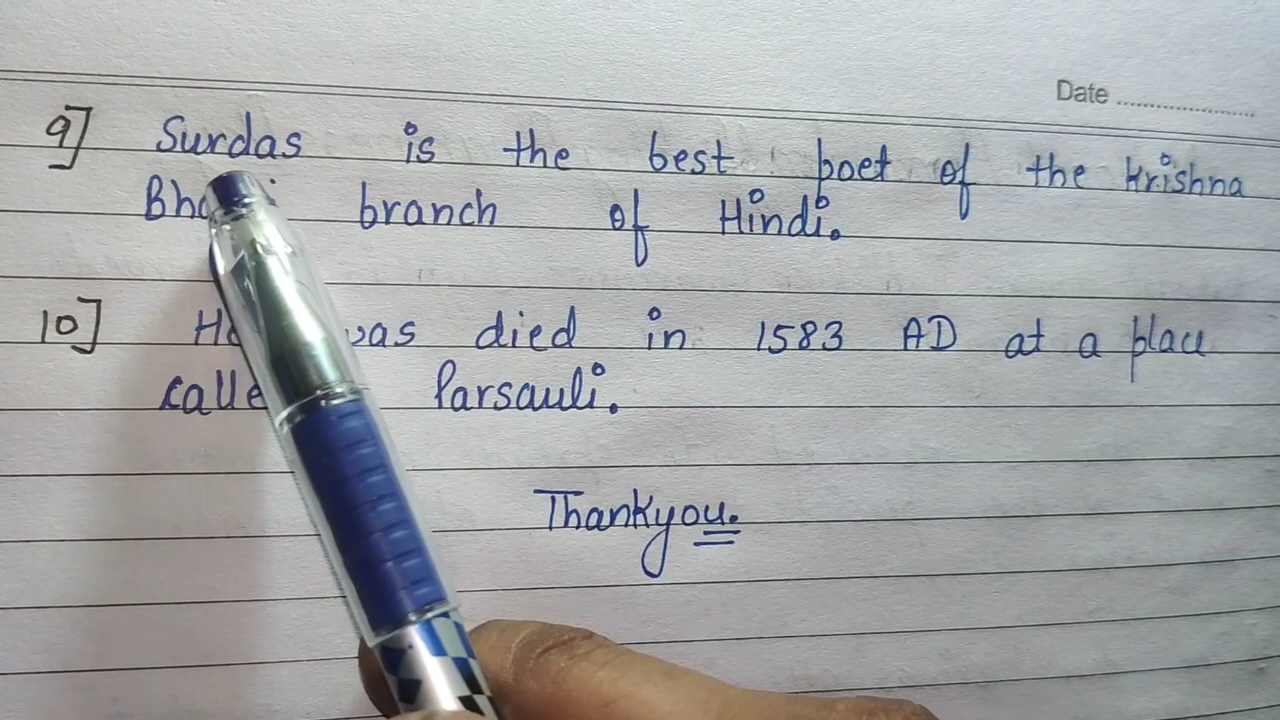 Date
9] Surdas is the best poet of the Krishna
branch of Hindi.
10] died in 1583 AD at a place
Parsauli.
Thankyou.